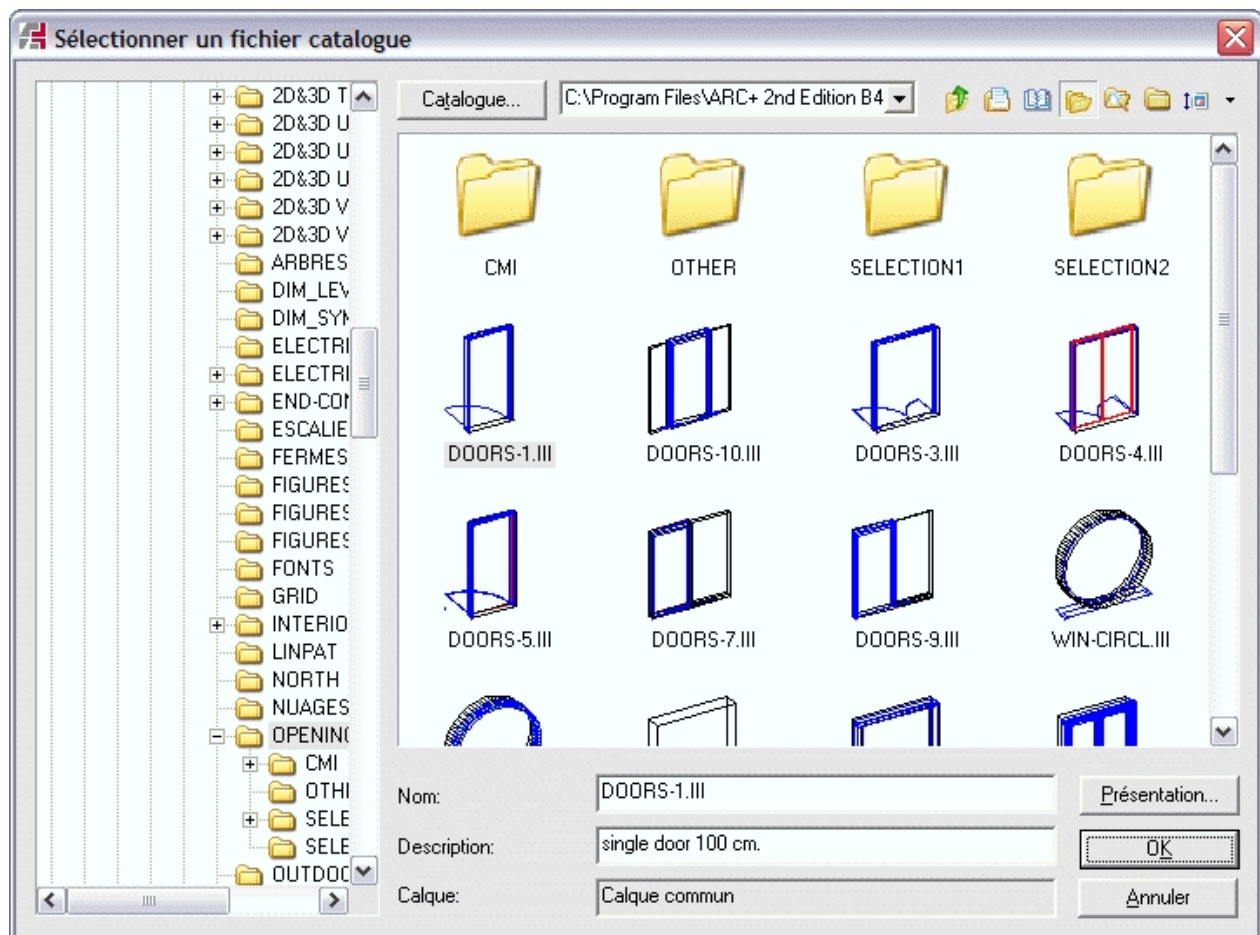 Sélectionner un fichier catalogue
2D&3D T
2D&3D U
2D&3D U
2D&3D U
2D&3D V
2D&3D V
ARBRES
DIM_LEV
DIM_SYM
ELECTRI
ELECTRI
END-CON
ESCALIE
FERMES
FIGURES
FIGURES
FIGURES
FONTS
GRID
INTERIO
LINPAT
NORTH
NUAGES
OPENING
CMI
OTHE
SELE
SELE
OUTDOO
Catalogue...
C:\Program Files\ARC+ 2nd Edition B4
CMI
OTHER
SELECTION1
SELECTION2
DOORS-1.III
DOORS-10.III
DOORS-3.III
DOORS-4.III
DOORS-5.III
DOORS-7.III
DOORS-9.III
WIN-CIRCL.III
Nom:
DOORS-1.III
Présentation...
Description:
single door 100 cm.
OK
Calque:
Calque commun
Annuler